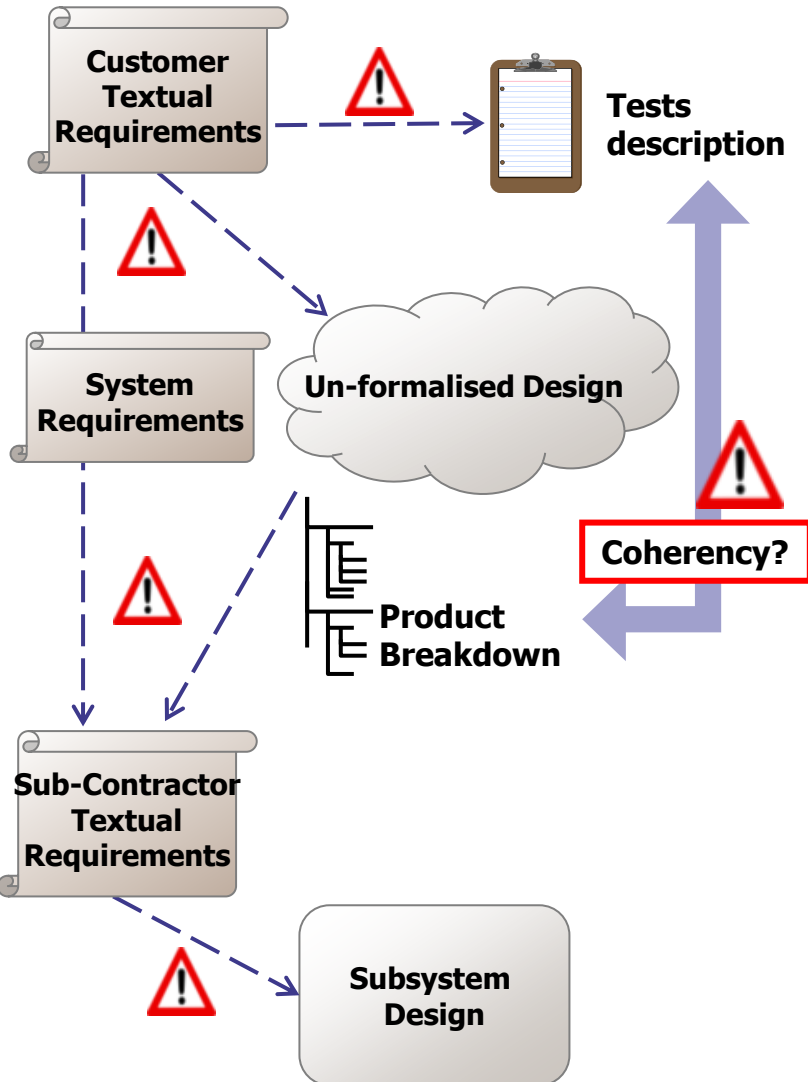 Customer
Textual
Requirements
Tests
description
System
Requirements
Un-formalised Design
Coherency?
Product
Breakdown
Sub-Contractor
Textual
Requirements
Subsystem
Design